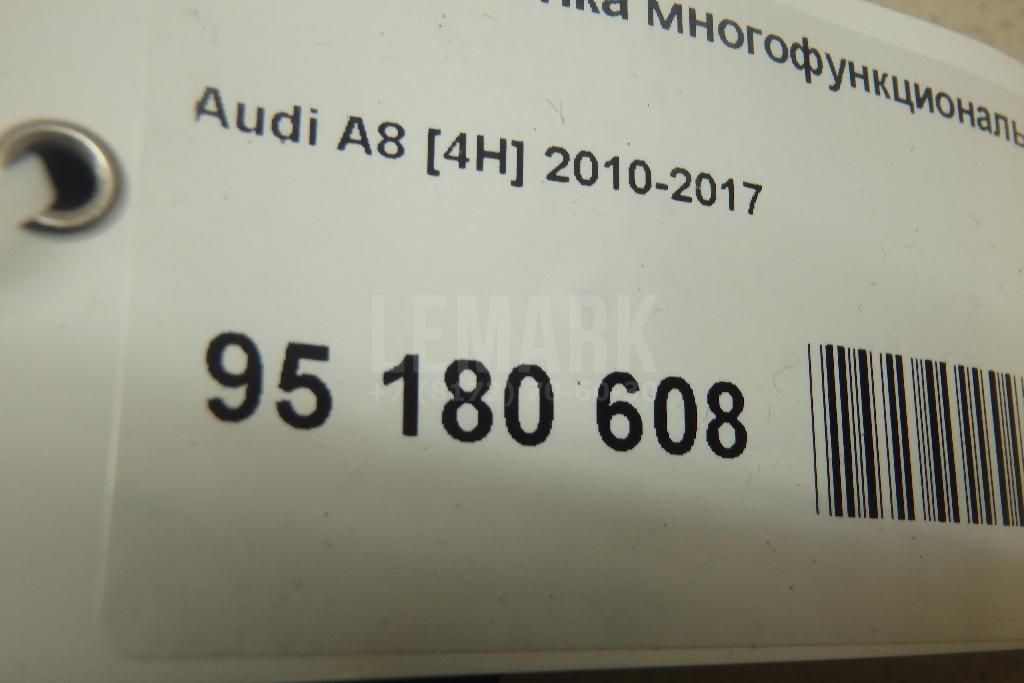 многофункциональ
Audi A8 [4H] 2010-2017
LEMARK
95 180 608